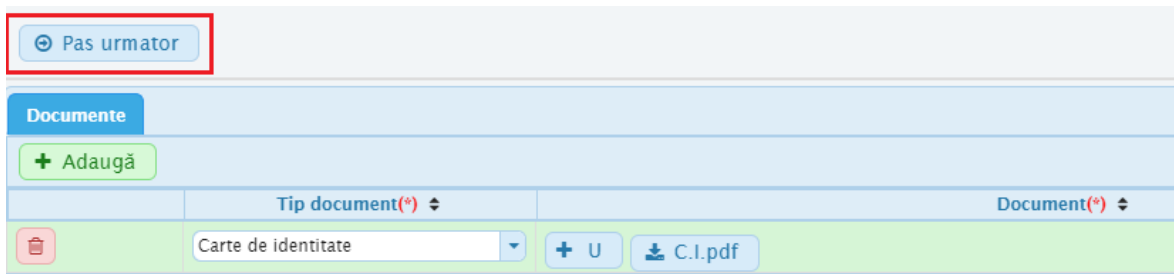 Pas urmator
Documente
+ Adaugă
Tip document(*) Document(*)
Carte de identitate + U C.I.pdf